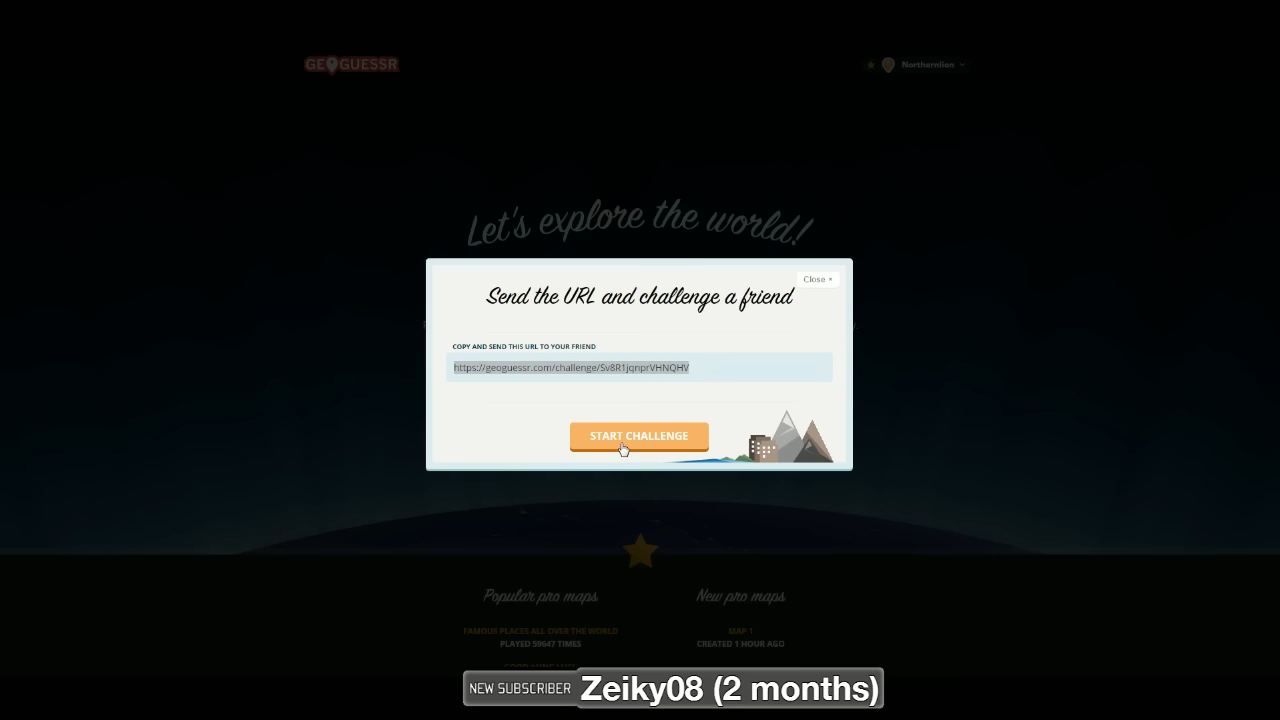 GEOGUESSR
Northernlion
Let's explore the world!
Close ×
Send the URL and challenge a friend
COPY AND SEND THIS URL TO YOUR FRIEND
https://geoguessr.com/challenge/Sv8R1jqnprVHNQHV
START CHALLENGE
Popular pro maps
New pro maps
FAMOUS PLACES ALL OVER THE WORLD
MAP 1
PLAYED 59647 TIMES
CREATED 1 HOUR AGO
NEW SUBSCRIBER Zeiky08 (2 months)